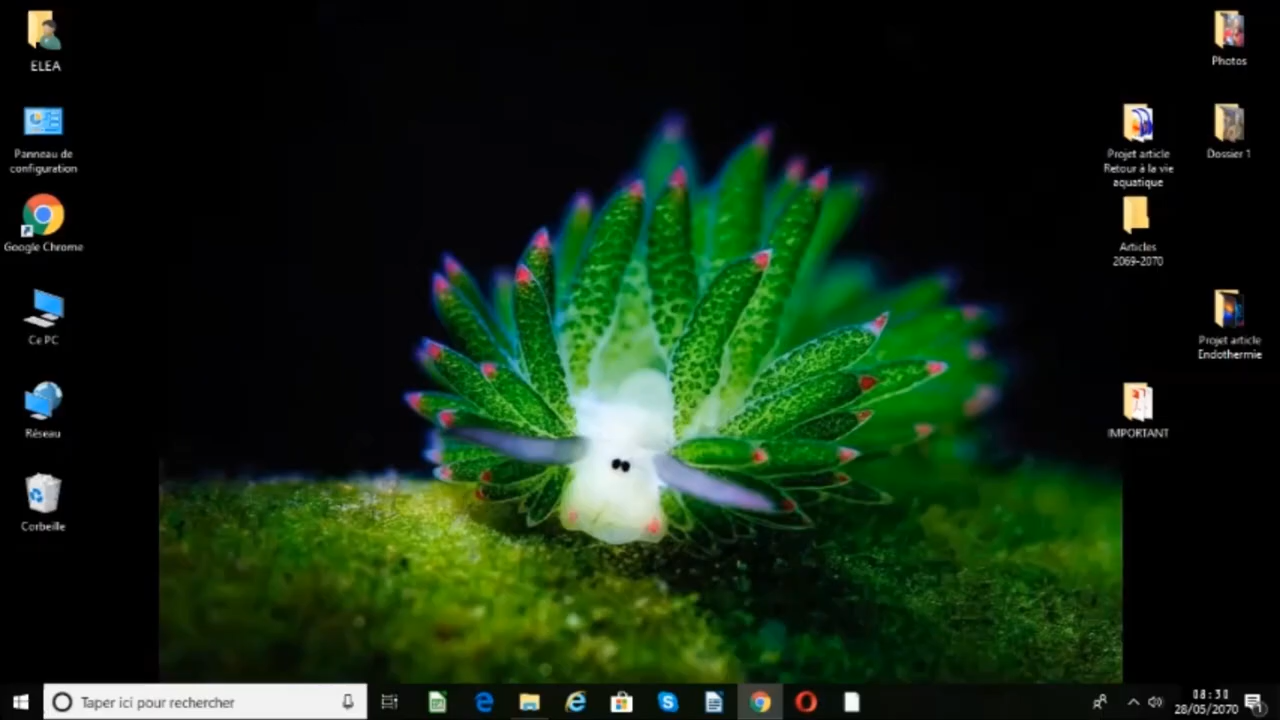 ELEA
Panneau de
configuration
Google Chrome
Ce PC
Réseau
Corbeille
Photos
Projet article
Retour à la vie
aquatique
Dossier 1
Articles
2069-2070
Projet article
Endothermie
IMPORTANT
Taper ici pour rechercher
08:30
28/05/2070